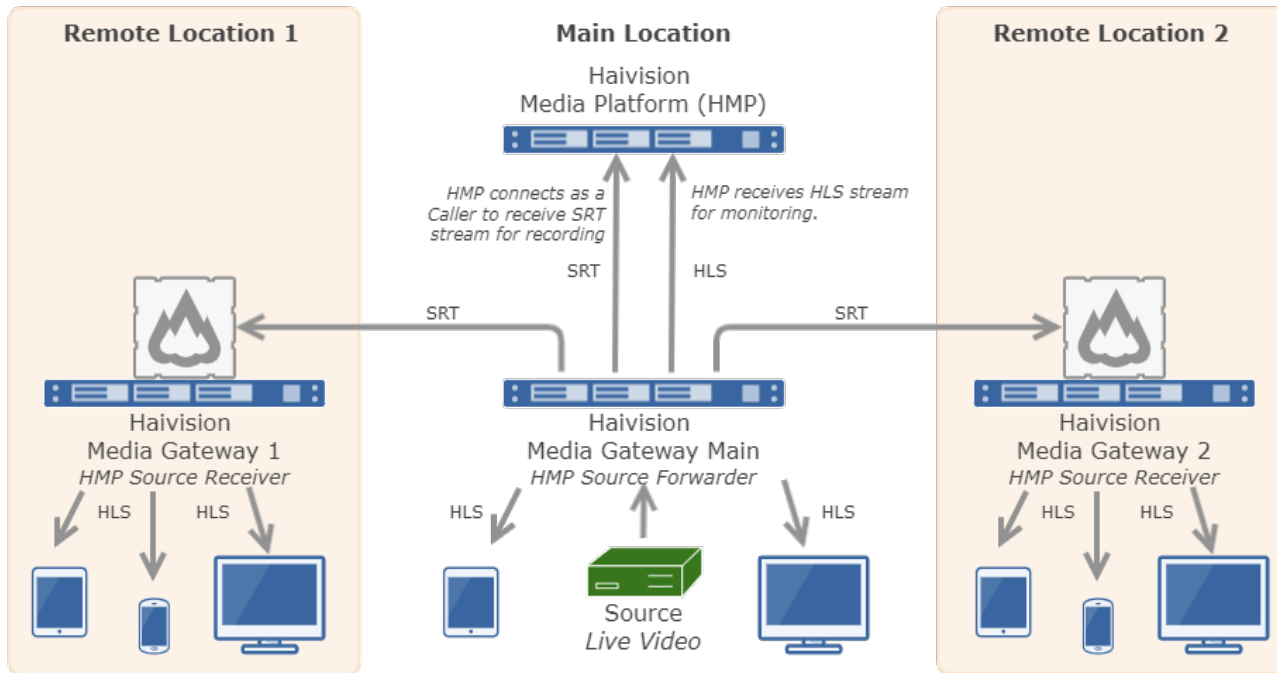 Remote Location 1
Main Location
Remote Location 2
Haivision
Media Platform (HMP)
HMP connects as a
Caller to receive SRT
stream for recording
HMP receives HLS stream
for monitoring.
SRT
HLS
SRT
SRT
Haivision
Media Gateway 1
HMP Source Receiver
HLS
HLS
Haivision
Media Gateway Main
HMP Source Forwarder
HLS
HLS
Source
Live Video
Haivision
Media Gateway 2
HMP Source Receiver
HLS
HLS